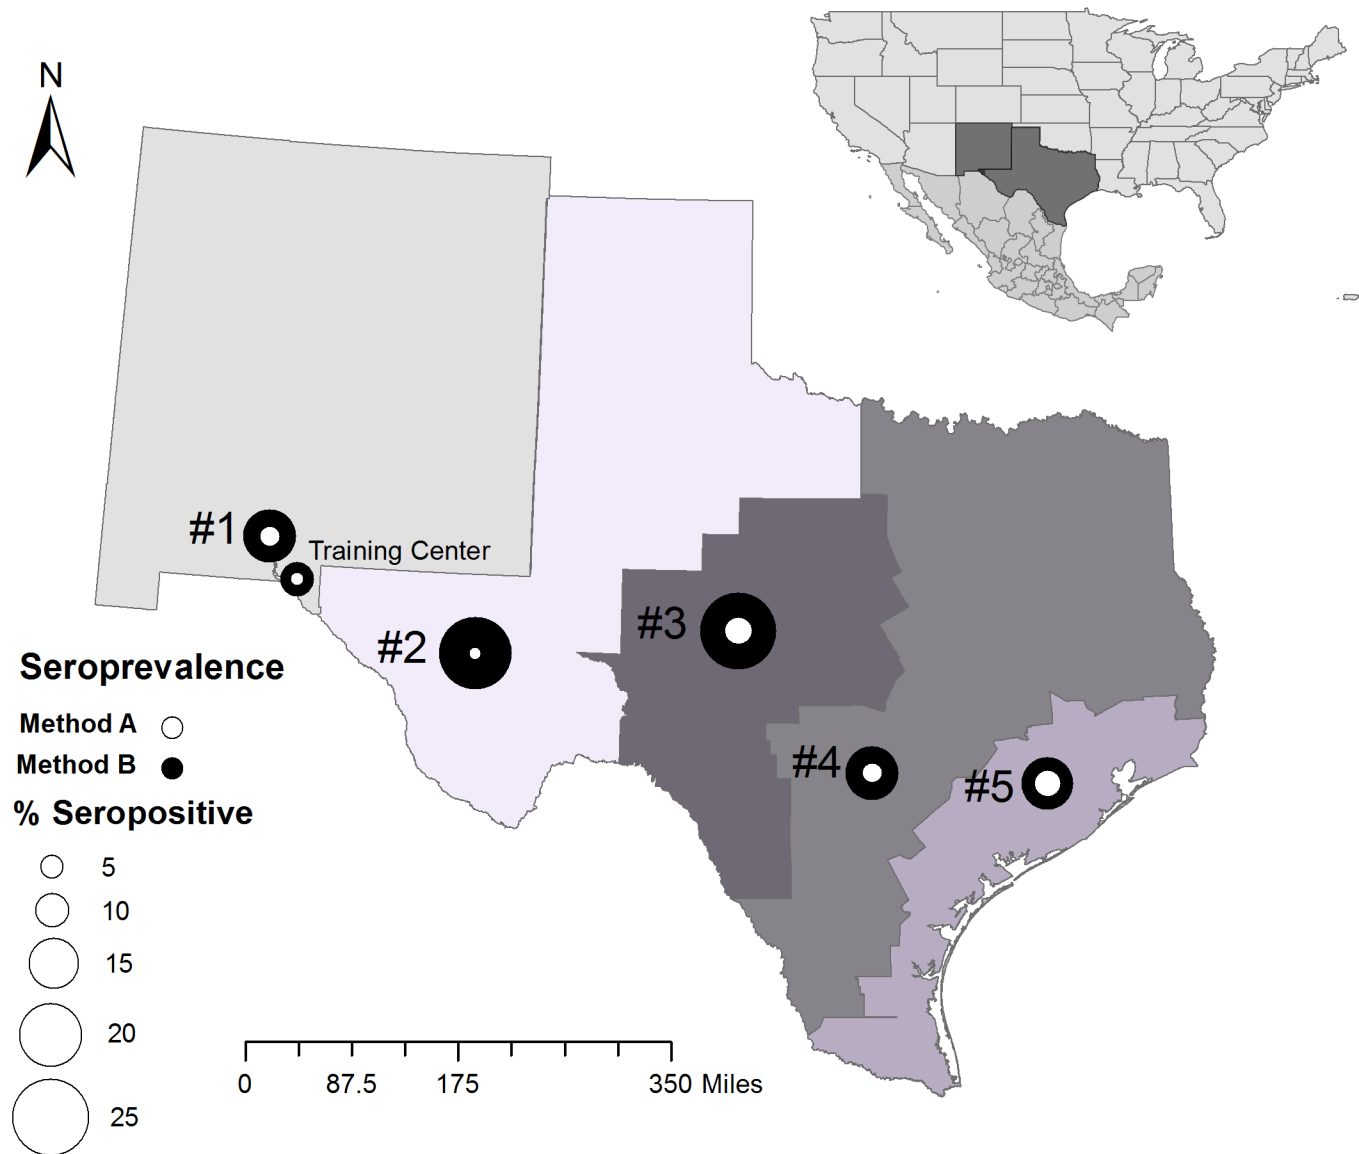 N
#1
Training Center
#2
#3
#4
#5
Seroprevalence
Method A
Method B
% Seropositive
5
10
15
20
25
0 87.5 175 350 Miles